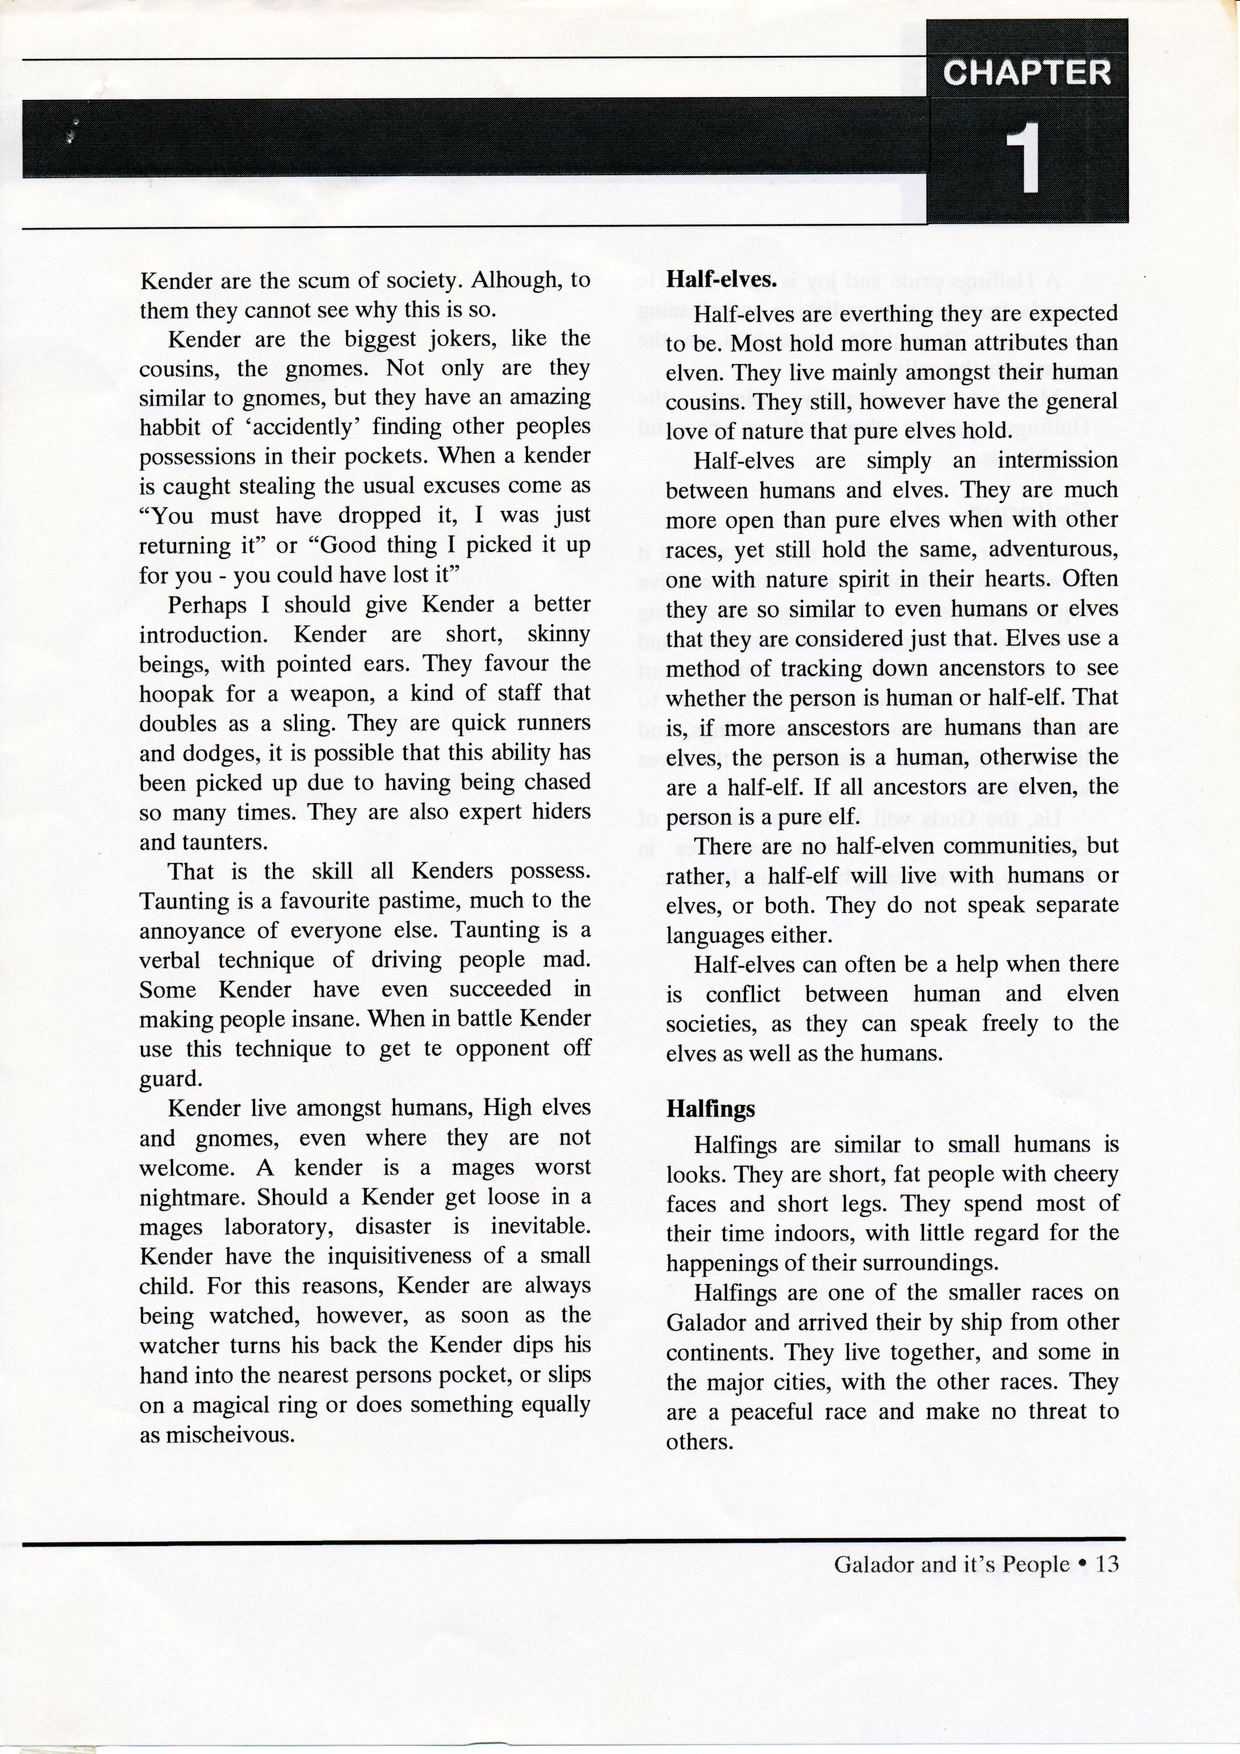 CHAPTER
1
Kender are the scum of society. Alhough, to
them they cannot see why this is so.
Kender are the biggest jokers, like the
cousins, the gnomes. Not only are they
similar to gnomes, but they have an amazing
habbit of ‘accidently’ finding other peoples
possessions in their pockets. When a kender
is caught stealing the usual excuses come as
“You must have dropped it, I was just
returning it” or “Good thing I picked it up
for you - you could have lost it”
Perhaps I should give Kender a better
introduction. Kender are short, skinny
beings, with pointed ears. They favour the
hoopak for a weapon, a kind of staff that
doubles as a sling. They are quick runners
and dodges, it is possible that this ability has
been picked up due to having being chased
so many times. They are also expert hiders
and taunters.
That is the skill all Kenders possess.
Taunting is a favourite pastime, much to the
annoyance of everyone else. Taunting is a
verbal technique of driving people mad.
Some Kender have even succeeded in
making people insane. When in battle Kender
use this technique to get te opponent off
guard.
Kender live amongst humans, High elves
and gnomes, even where they are not
welcome. A kender is a mages worst
nightmare. Should a Kender get loose in a
mages laboratory, disaster is inevitable.
Kender have the inquisitiveness of a small
child. For this reasons, Kender are always
being watched, however, as soon as the
watcher turns his back the Kender dips his
hand into the nearest persons pocket, or slips
on a magical ring or does something equally
as mischeivous.
Half-elves.
Half-elves are everthing they are expected
to be. Most hold more human attributes than
elven. They live mainly amongst their human
cousins. They still, however have the general
love of nature that pure elves hold.
Half-elves are simply an intermission
between humans and elves. They are much
more open than pure elves when with other
races, yet still hold the same, adventurous,
one with nature spirit in their hearts. Often
they are so similar to even humans or elves
that they are considered just that. Elves use a
method of tracking down ancenstors to see
whether the person is human or half-elf. That
is, if more anscestors are humans than are
elves, the person is a human, otherwise the
are a half-elf. If all ancestors are elven, the
person is a pure elf.
There are no half-elven communities, but
rather, a half-elf will live with humans or
elves, or both. They do not speak separate
languages either.
Half-elves can often be a help when there
is conflict between human and elven
societies, as they can speak freely to the
elves as well as the humans.
Halfings
Halfings are similar to small humans is
looks. They are short, fat people with cheery
faces and short legs. They spend most of
their time indoors, with little regard for the
happenings of their surroundings.
Halfings are one of the smaller races on
Galador and arrived their by ship from other
continents. They live together, and some in
the major cities, with the other races. They
are a peaceful race and make no threat to
others.
Galador and it’s People • 13